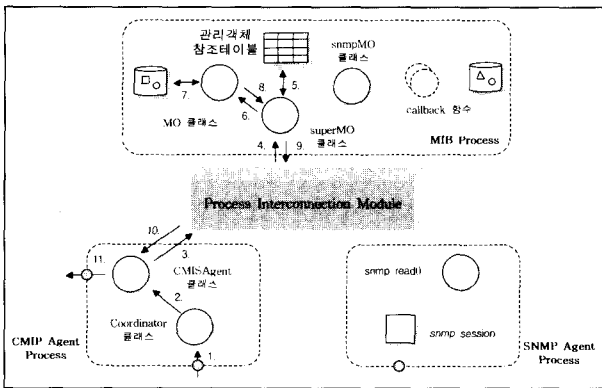 관리객체
참조테이블
snmpMO
클래스
7.
8.
5.
6.
MO 클래스
superMO
클래스
callback 함수
MIB Process
4.
9.
Process Interconnection Module
10.
3.
11.
CMISAgent
클래스
2.
Coordinator
클래스
1.
CMIP Agent
Process
snmp read()
snmp session
SNMP Agent
Process